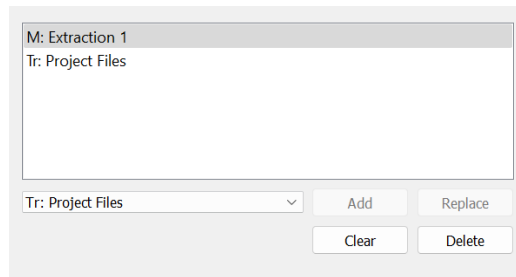 M: Extraction 1
Tr: Project Files
Tr: Project Files
Add
Replace
Clear
Delete